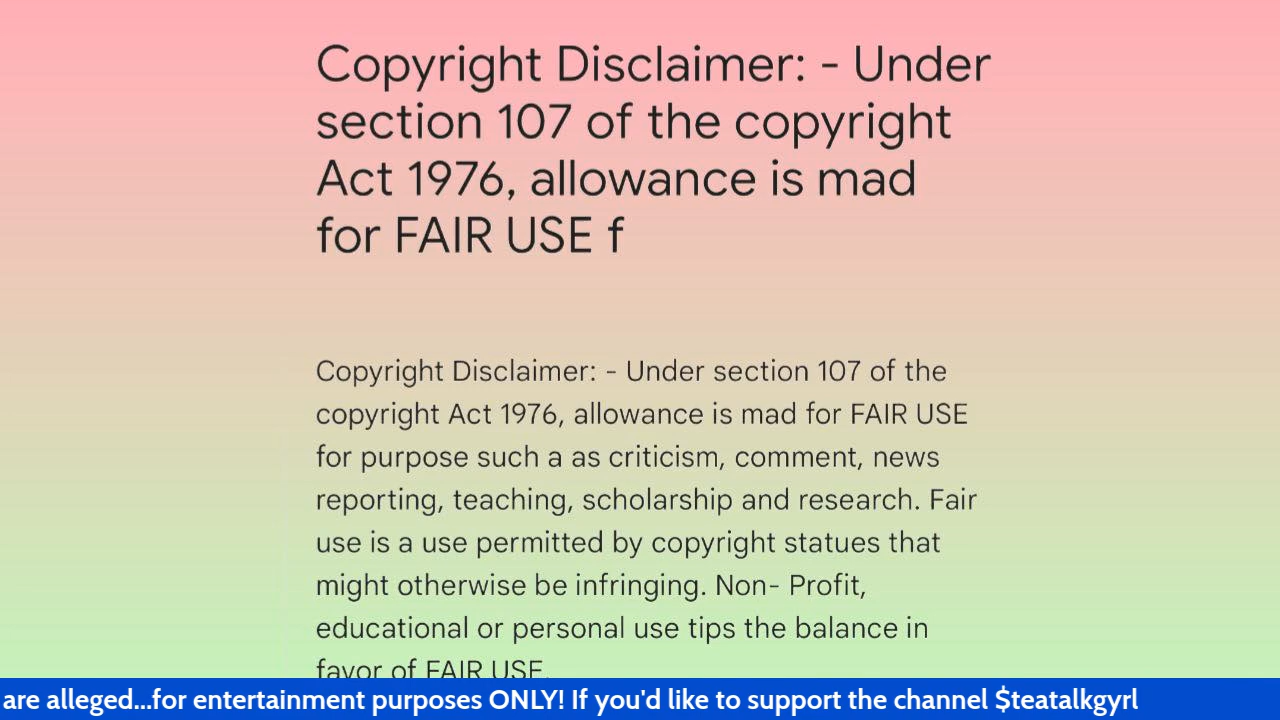 Copyright Disclaimer: - Under
section 107 of the copyright
Act 1976, allowance is mad
for FAIR USE f
Copyright Disclaimer: - Under section 107 of the
copyright Act 1976, allowance is mad for FAIR USE
for purpose such a as criticism, comment, news
reporting, teaching, scholarship and research. Fair
use is a use permitted by copyright statues that
might otherwise be infringing. Non- Profit,
educational or personal use tips the balance in
favor of FAIR USE.
are alleged...for entertainment purposes ONLY! If you'd like to support the channel $teatalkgyrl